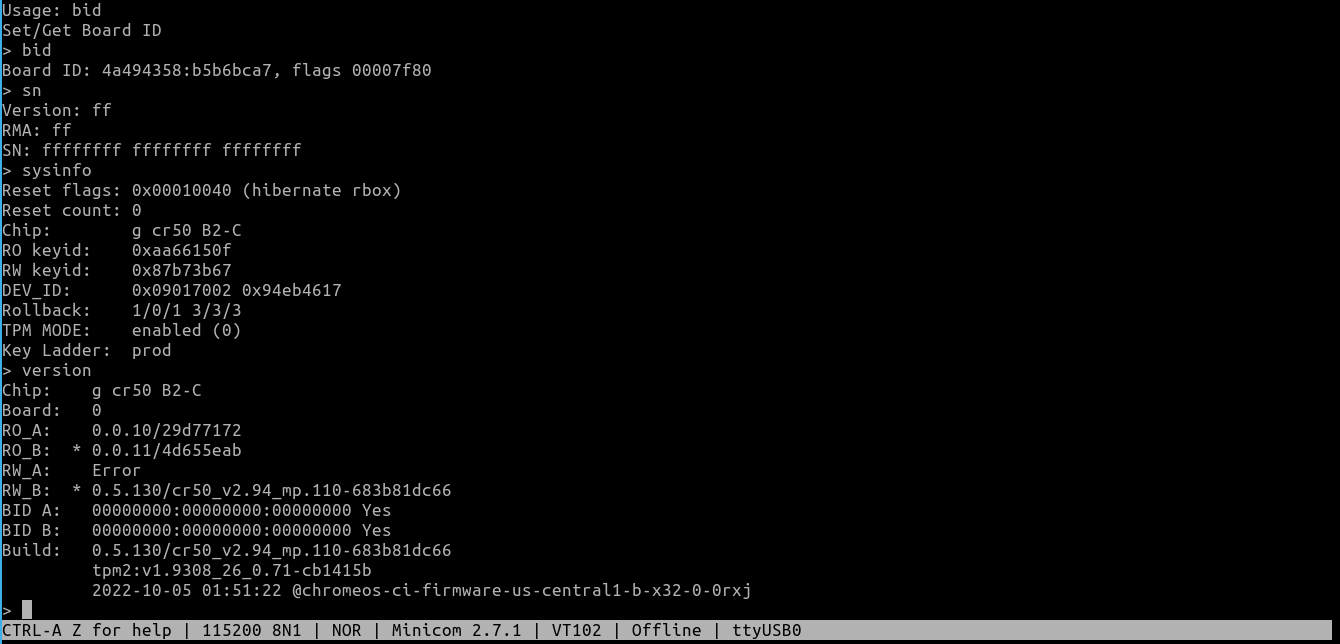 Usage: bid
Set/Get Board ID
> bid
Board ID: 4a494358:b5b6bca7, flags 00007f80
> sn
Version: ff
RMA: ff
SN: ffffffff ffffffff ffffffff
> sysinfo
Reset flags: 0x00010040 (hibernate rbox)
Reset count: 0
Chip:        g cr50 B2-C
RO keyid:    0xaa66150f
RW keyid:    0x87b73b67
DEV_ID:      0x09017002 0x94eb4617
Rollback:    1/0/1 3/3/3
TPM MODE:    enabled (0)
Key Ladder:  prod
> version
Chip:    g cr50 B2-C
Board:   0
RO_A:    0.0.10/29d77172
RO_B:  * 0.0.11/4d655eab
RW_A:    Error
RW_B:  * 0.5.130/cr50_v2.94_mp.110-683b81dc66
BID A:   00000000:00000000:00000000 Yes
BID B:   00000000:00000000:00000000 Yes
Build:   0.5.130/cr50_v2.94_mp.110-683b81dc66
         tpm2:v1.9308_26_0.71-cb1415b
         2022-10-05 01:51:22 @chromeos-ci-firmware-us-central1-b-x32-0-0rxj
>
CTRL-A Z for help | 115200 8N1 | NOR | Minicom 2.7.1 | VT102 | Offline | ttyUSB0